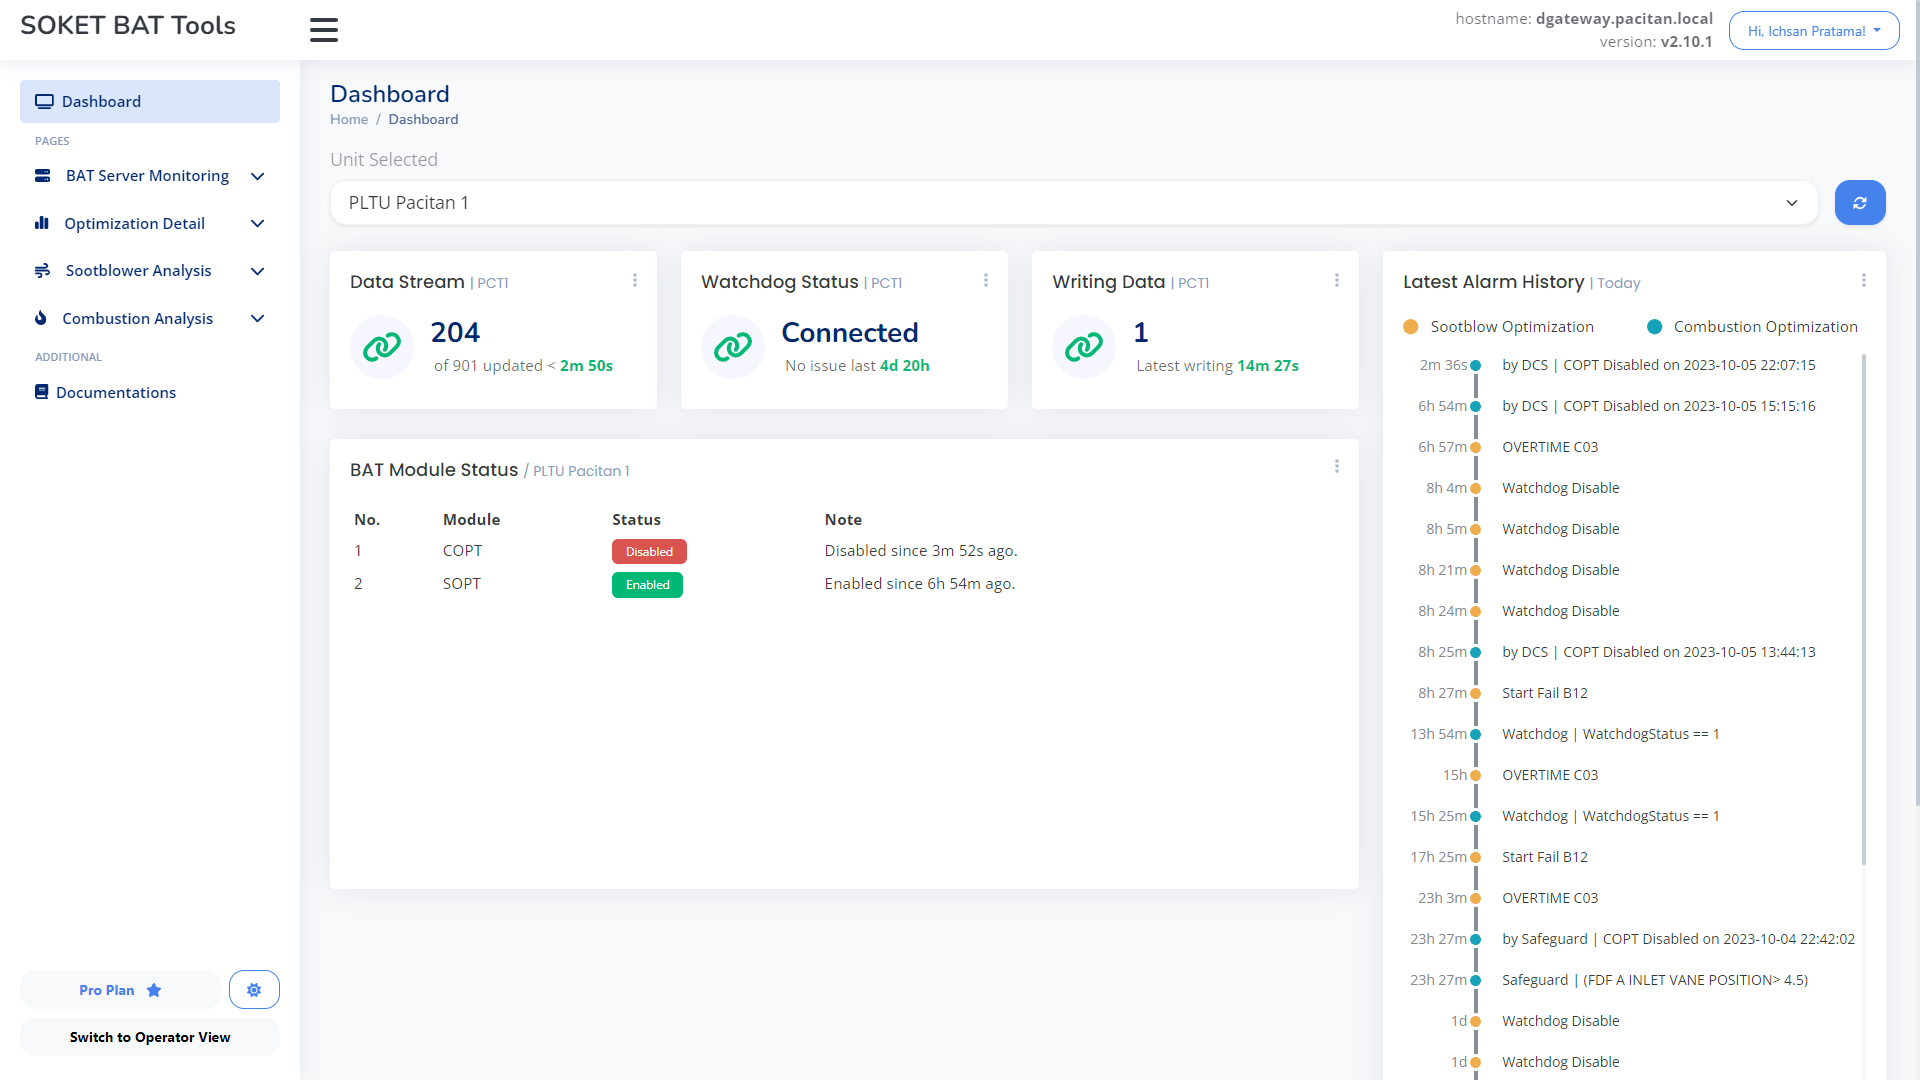 SOKET BAT Tools
hostname: dgateway.pacitan.local
version: v2.10.1
Hi, Ichsan Pratama!
Dashboard
PAGES
BAT Server Monitoring
Optimization Detail
Sootblower Analysis
Combustion Analysis
ADDITIONAL
Documentations
Pro Plan
Switch to Operator View
Dashboard
Home / Dashboard
Unit Selected
PLTU Pacitan 1
Data Stream | PCT1
204
of 901 updated < 2m 50s
Watchdog Status | PCT1
Connected
No issue last 4d 20h
Writing Data | PCT1
1
Latest writing 14m 27s
BAT Module Status / PLTU Pacitan 1
No. Module Status Note
1 COPT Disabled Disabled since 3m 52s ago.
2 SOPT Enabled Enabled since 6h 54m ago.
Latest Alarm History | Today
Sootblow Optimization Combustion Optimization
2m 36s by DCS | COPT Disabled on 2023-10-05 22:07:15
6h 54m by DCS | COPT Disabled on 2023-10-05 15:15:16
6h 57m OVERTIME C03
8h 4m Watchdog Disable
8h 5m Watchdog Disable
8h 21m Watchdog Disable
8h 24m Watchdog Disable
8h 25m by DCS | COPT Disabled on 2023-10-05 13:44:13
8h 27m Start Fail B12
13h 54m Watchdog | WatchdogStatus == 1
15h OVERTIME C03
15h 25m Watchdog | WatchdogStatus == 1
17h 25m Start Fail B12
23h 3m OVERTIME C03
23h 27m by Safeguard | COPT Disabled on 2023-10-04 22:42:02
23h 27m Safeguard | (FDF A INLET VANE POSITION> 4.5)
1d Watchdog Disable
1d Watchdog Disable